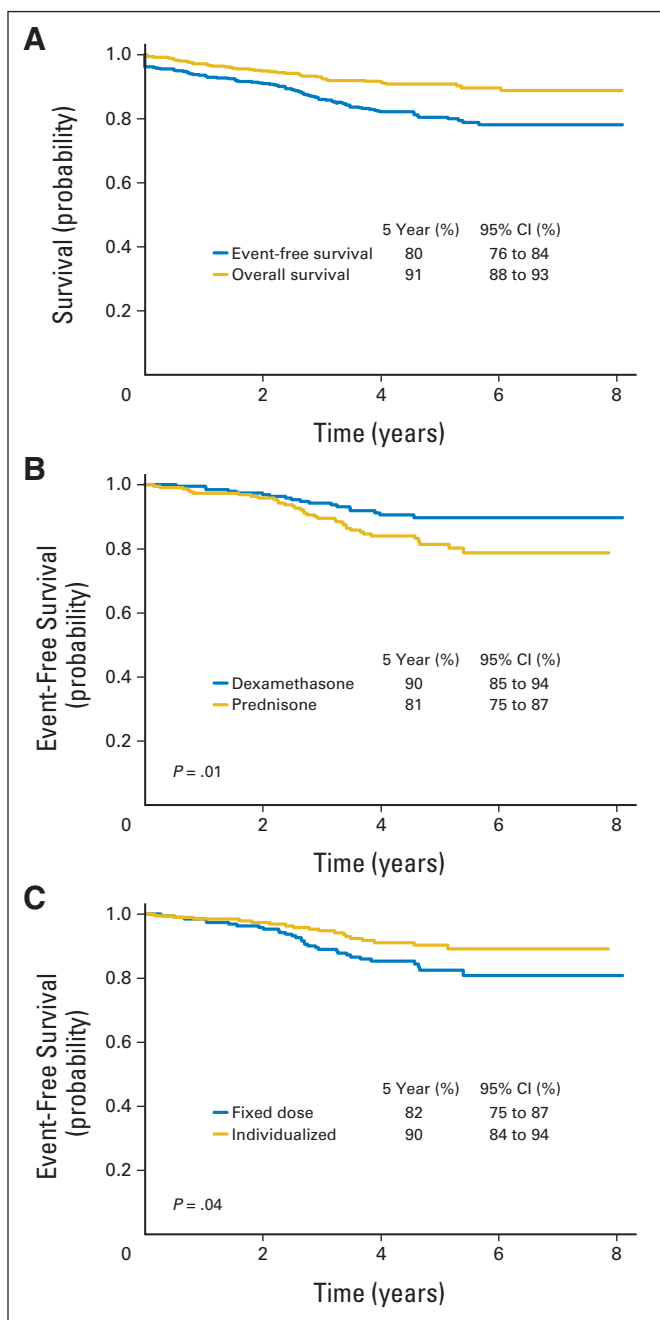 A
1.0
0.8
0.6
0.4
0.2
0
2
4
6
8
Survival (probability)
Time (years)
5 Year (%) 95% CI (%)
Event-free survival 80 76 to 84
Overall survival 91 88 to 93
B
1.0
0.8
0.6
0.4
0.2
0
2
4
6
8
Event-Free Survival
(probability)
Time (years)
5 Year (%) 95% CI (%)
Dexamethasone 90 85 to 94
Prednisone 81 75 to 87
P = .01
C
1.0
0.8
0.6
0.4
0.2
0
2
4
6
8
Event-Free Survival
(probability)
Time (years)
5 Year (%) 95% CI (%)
Fixed dose 82 75 to 87
Individualized 90 84 to 94
P = .04